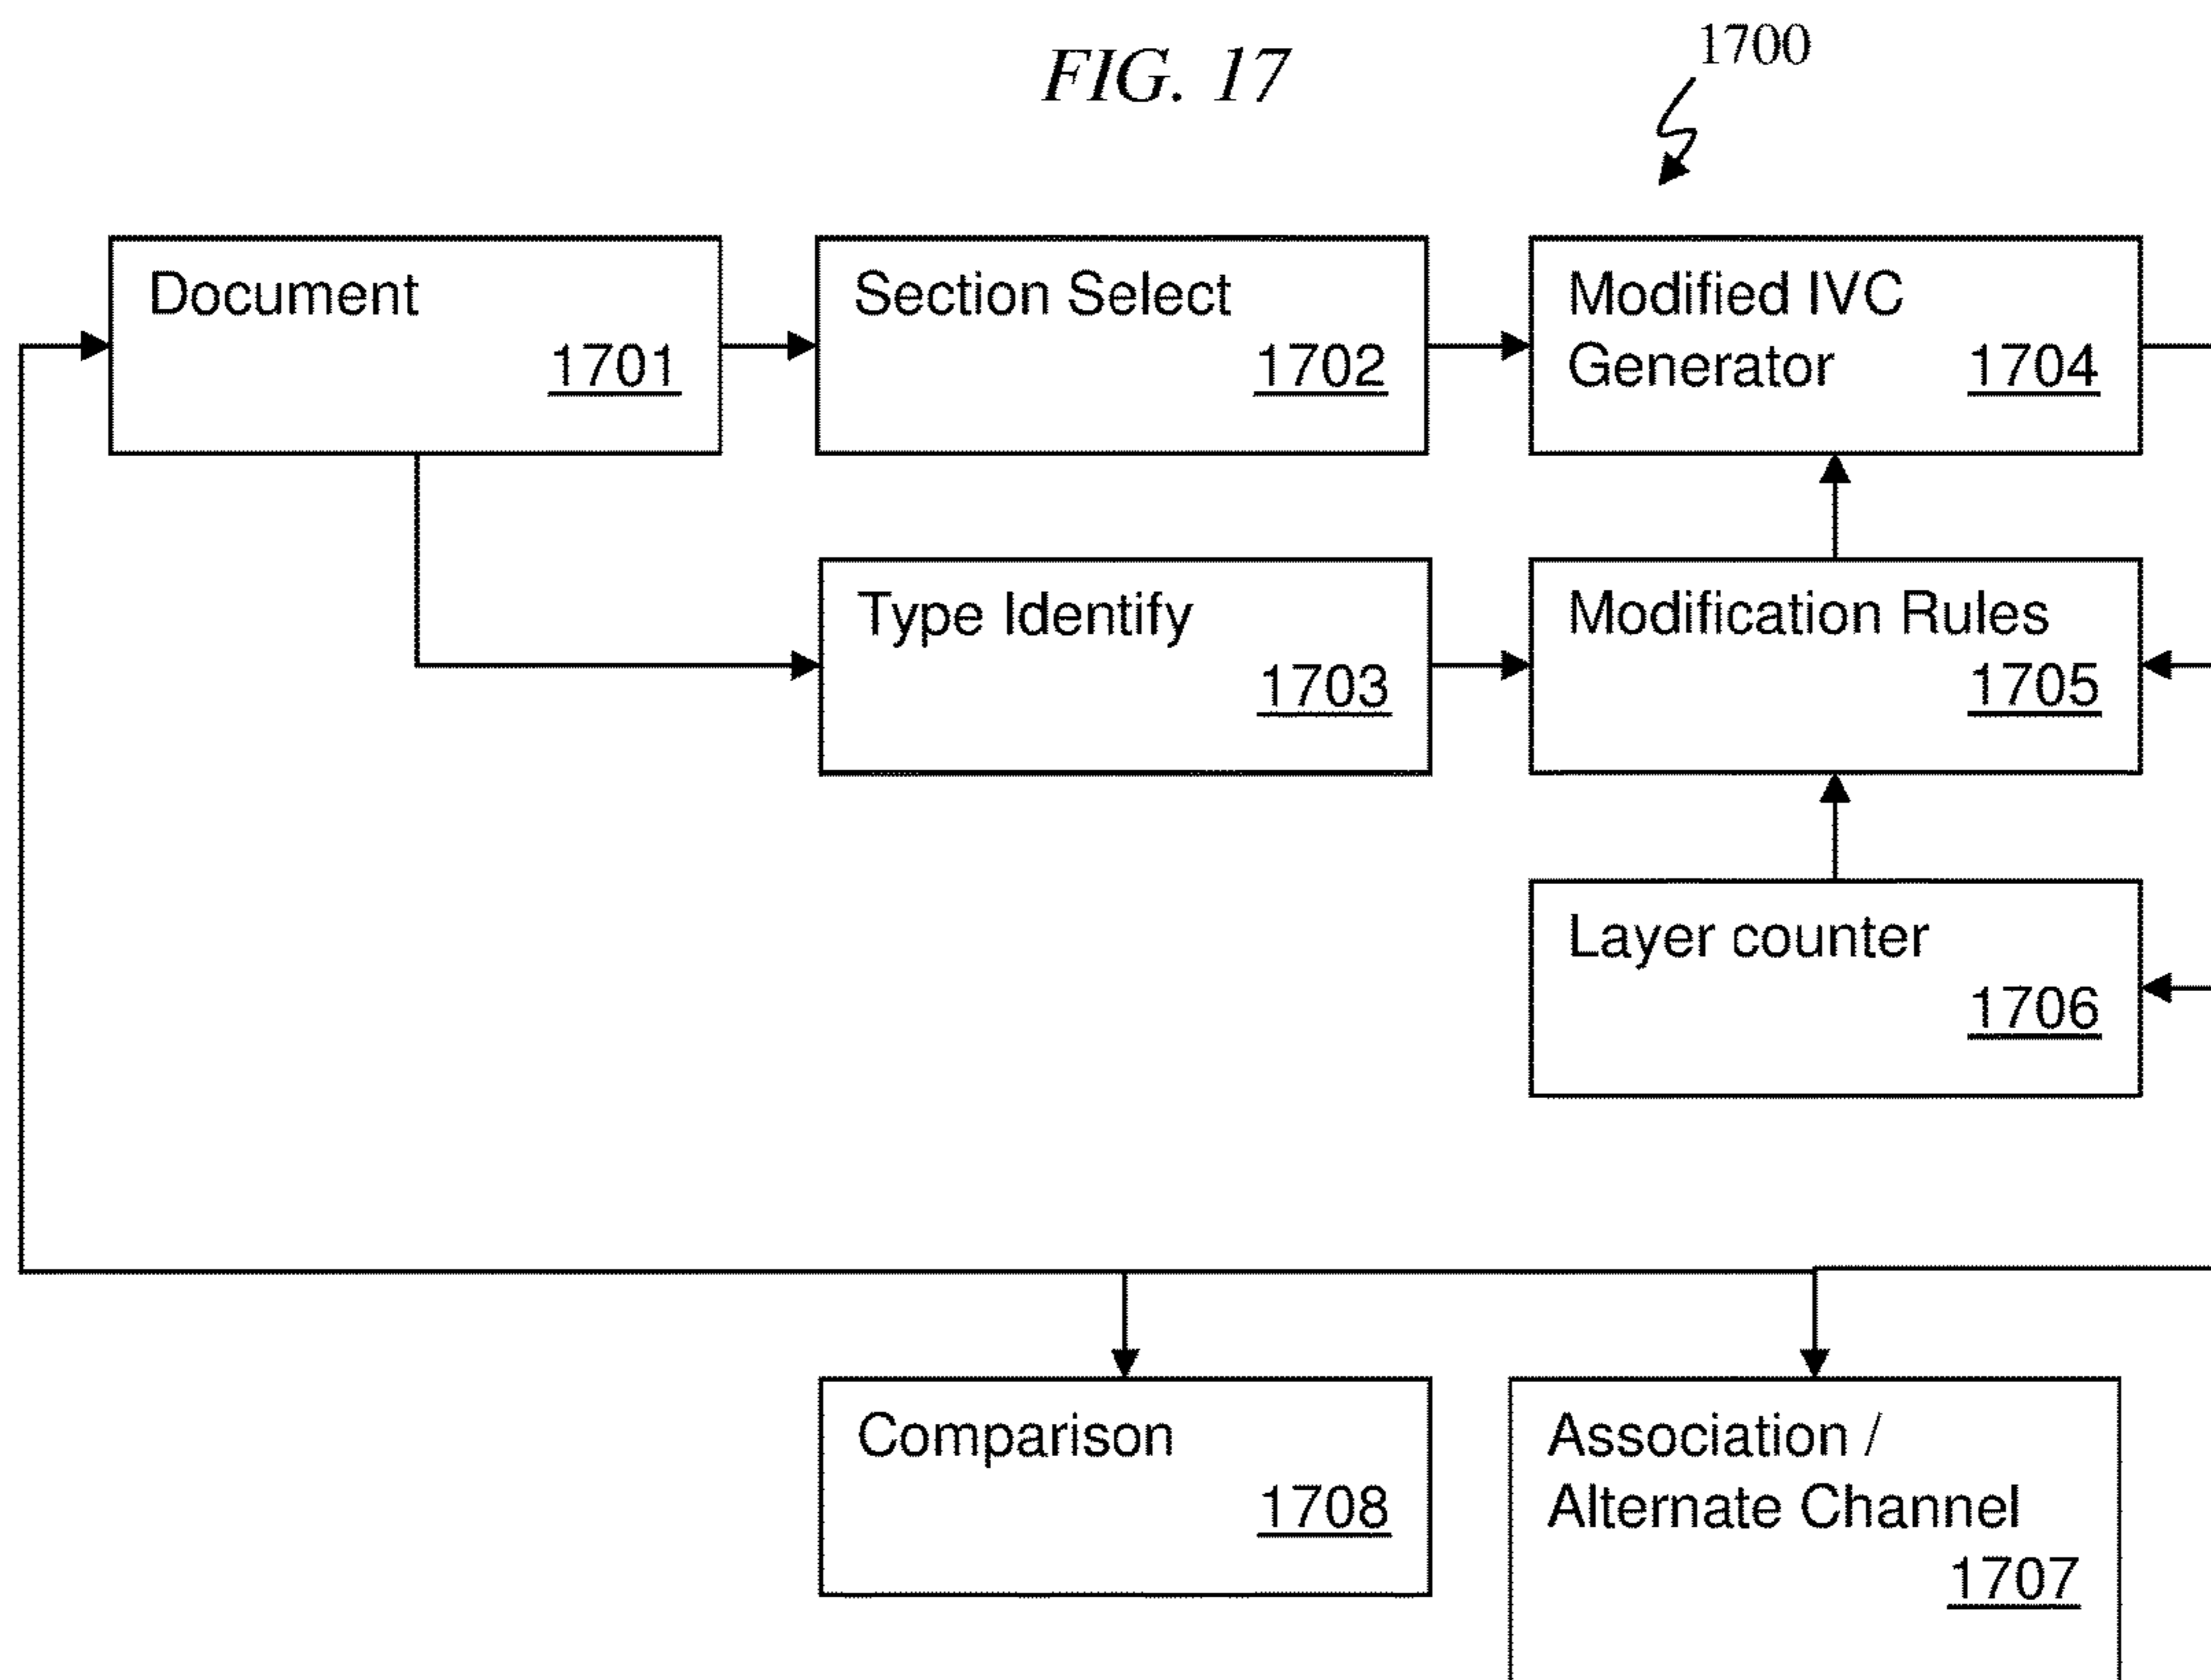 FIG. 17
1700
Document
1701
Section Select
1702
Modified IVC
Generator 1704
Type Identify
1703
Modification Rules
1705
Layer counter
1706
Comparison
1708
Association /
Alternate Channel
1707